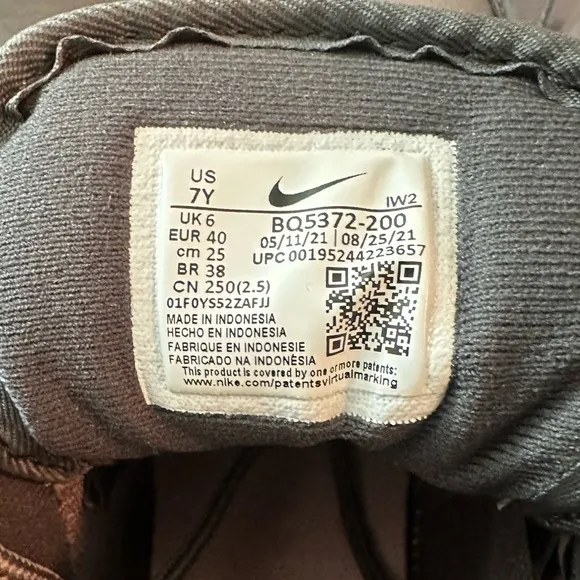 US
7Y
IW2
UK 6
EUR 40
cm 25
BR 38
CN 250(2.5)
BQ5372-200
05/11/21 | 08/25/21
UPC 00195244223657
01F0YS52ZAFJJ
MADE IN INDONESIA
HECHO EN INDONESIA
FABRIQUE EN INDONESIE
FABRICADO NA INDONÉSIA
This product is covered by one or more patents:
www.nike.com/patentsvirtualmarking